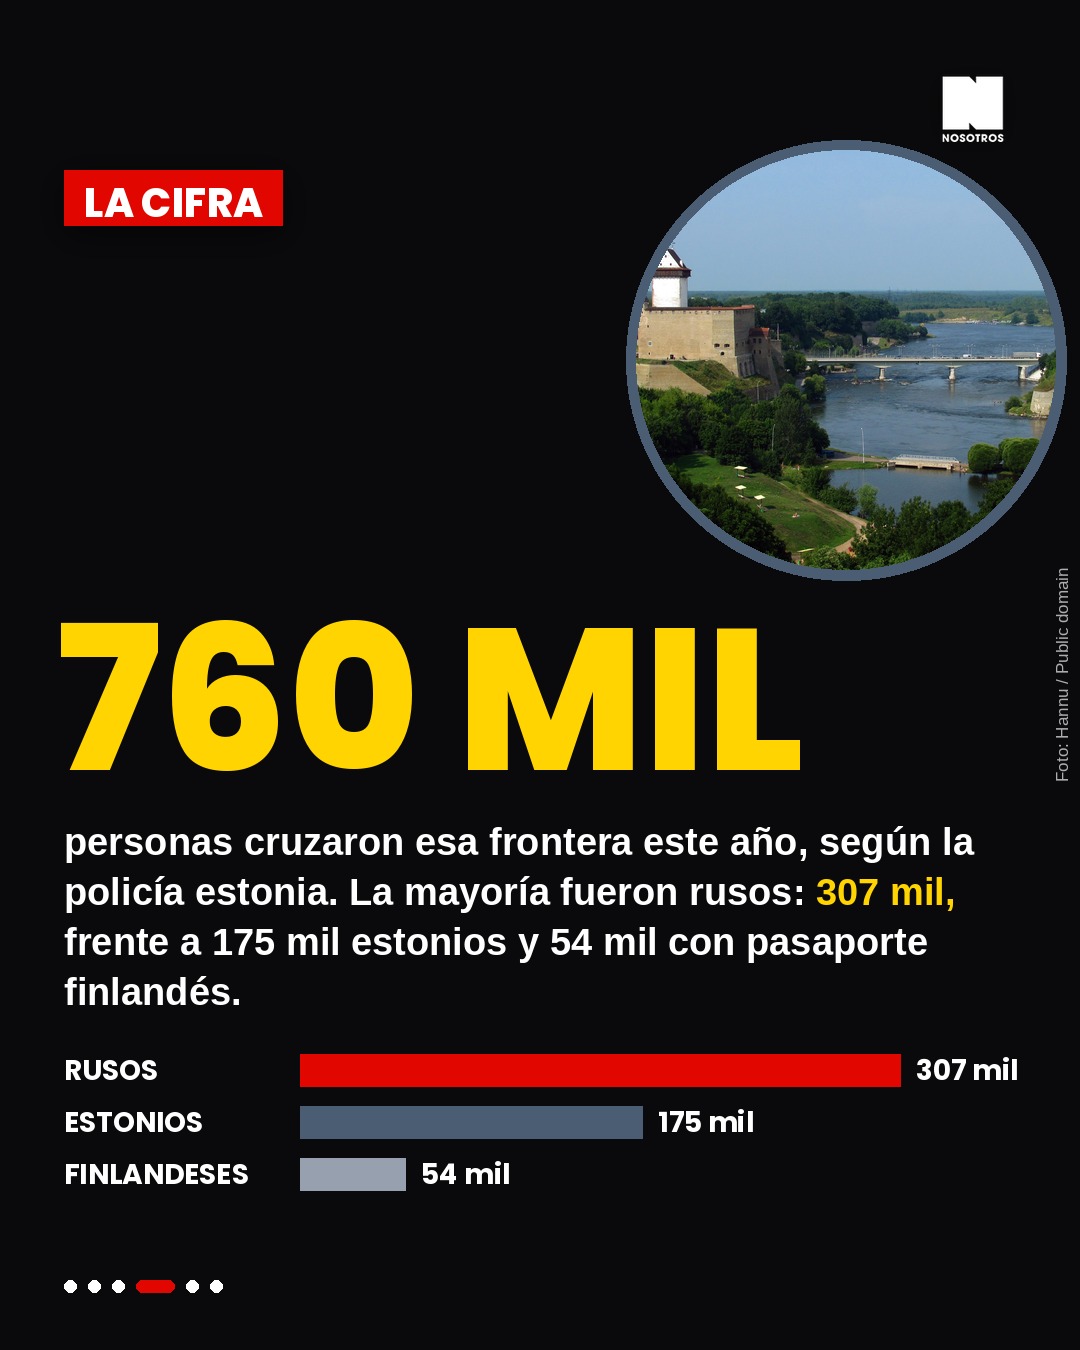 NOSOTROS
LA CIFRA
Foto: Hannu / Public domain
760 MIL
personas cruzaron esa frontera este año, según la
policía estonia. La mayoría fueron rusos: 307 mil,
frente a 175 mil estonios y 54 mil con pasaporte
finlandés.
RUSOS 307 mil
ESTONIOS 175 mil
FINLANDESES 54 mil